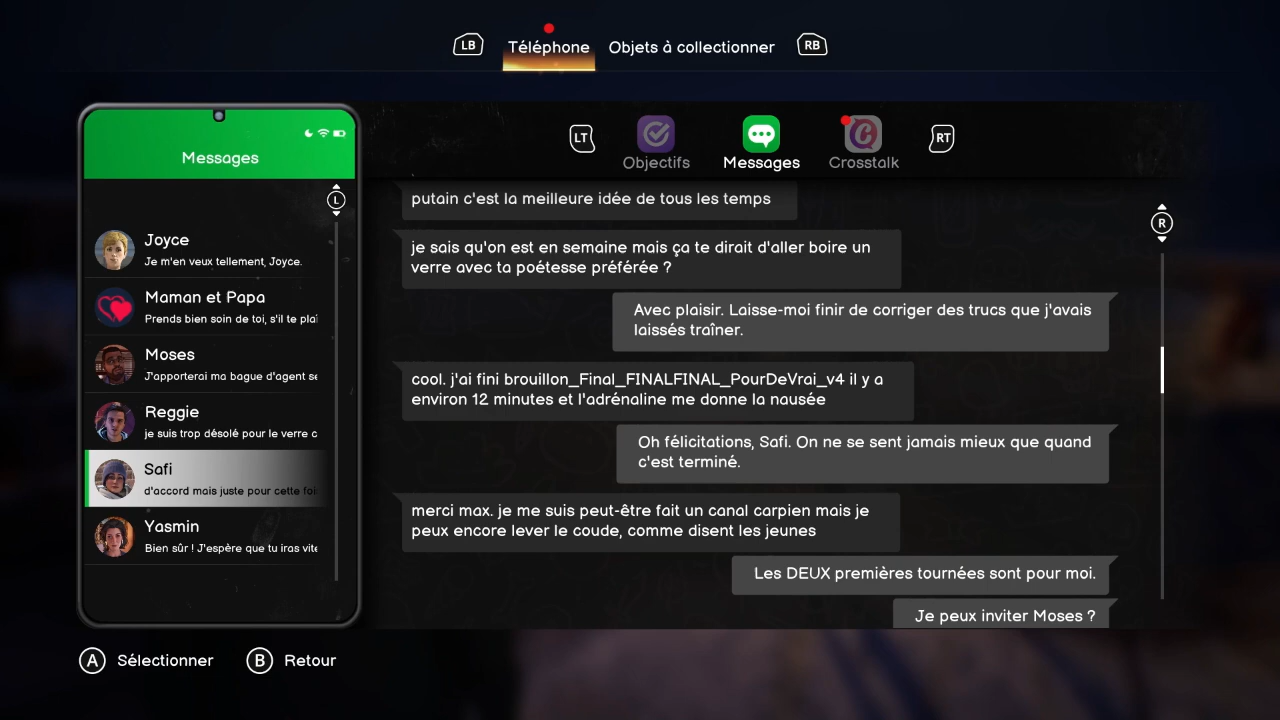 LB
Téléphone
Objets à collectionner
RB
Messages
L
Joyce
Je m'en veux tellement, Joyce.
Maman et Papa
Prends bien soin de toi, s'il te plaî
Moses
J'apporterai ma bague d'agent se
Reggie
je suis trop désolé pour le verre c
Safi
d'accord mais juste pour cette foi
Yasmin
Bien sûr ! J'espère que tu iras vite
LT
Objectifs
Messages
Crosstalk
RT
R
putain c'est la meilleure idée de tous les temps
je sais qu'on est en semaine mais ça te dirait d'aller boire un
verre avec ta poétesse préférée ?
Avec plaisir. Laisse-moi finir de corriger des trucs que j'avais
laissés traîner.
cool. j'ai fini brouillon_Final_FINALFINAL_PourDeVrai_v4 il y a
environ 12 minutes et l'adrénaline me donne la nausée
Oh félicitations, Safi. On ne se sent jamais mieux que quand
c'est terminé.
merci max. je me suis peut-être fait un canal carpien mais je
peux encore lever le coude, comme disent les jeunes
Les DEUX premières tournées sont pour moi.
Je peux inviter Moses ?
A Sélectionner
B Retour